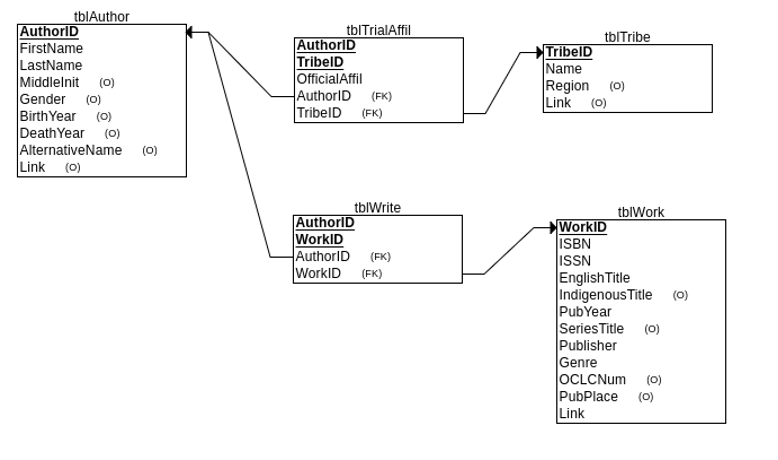 tblAuthor
AuthorID
FirstName
LastName
MiddleInit (O)
Gender (O)
BirthYear (O)
DeathYear (O)
AlternativeName (O)
Link (O)
tblTrialAffil
AuthorID
TribeID
OfficialAffil
AuthorID (FK)
TribeID (FK)
tblTribe
TribeID
Name
Region (O)
Link (O)
tblWrite
AuthorID
WorkID
AuthorID (FK)
WorkID (FK)
tblWork
WorkID
ISBN
ISSN
EnglishTitle
IndigenousTitle (O)
PubYear
SeriesTitle (O)
Publisher
Genre
OCLCNum (O)
PubPlace (O)
Link